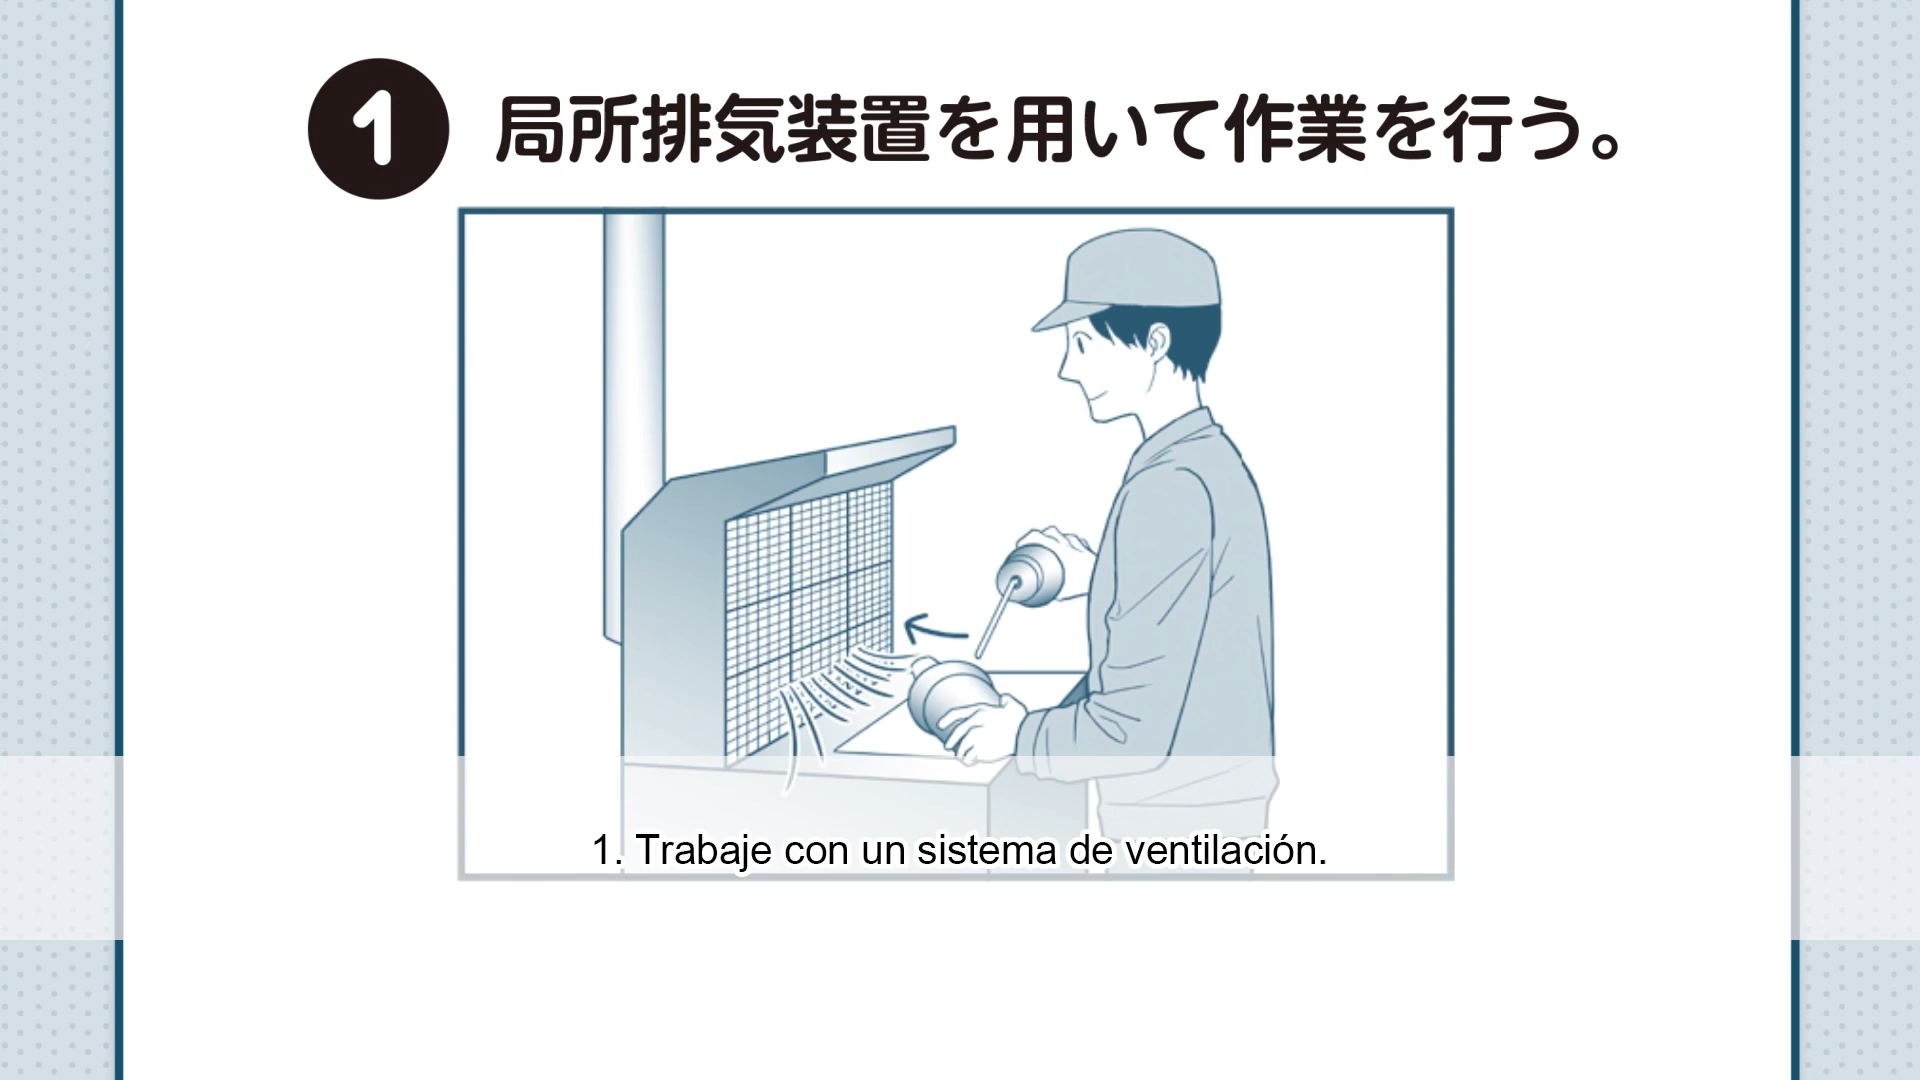 1 局所排気装置を用いて作業を行う。
1. Trabaje con un sistema de ventilación.